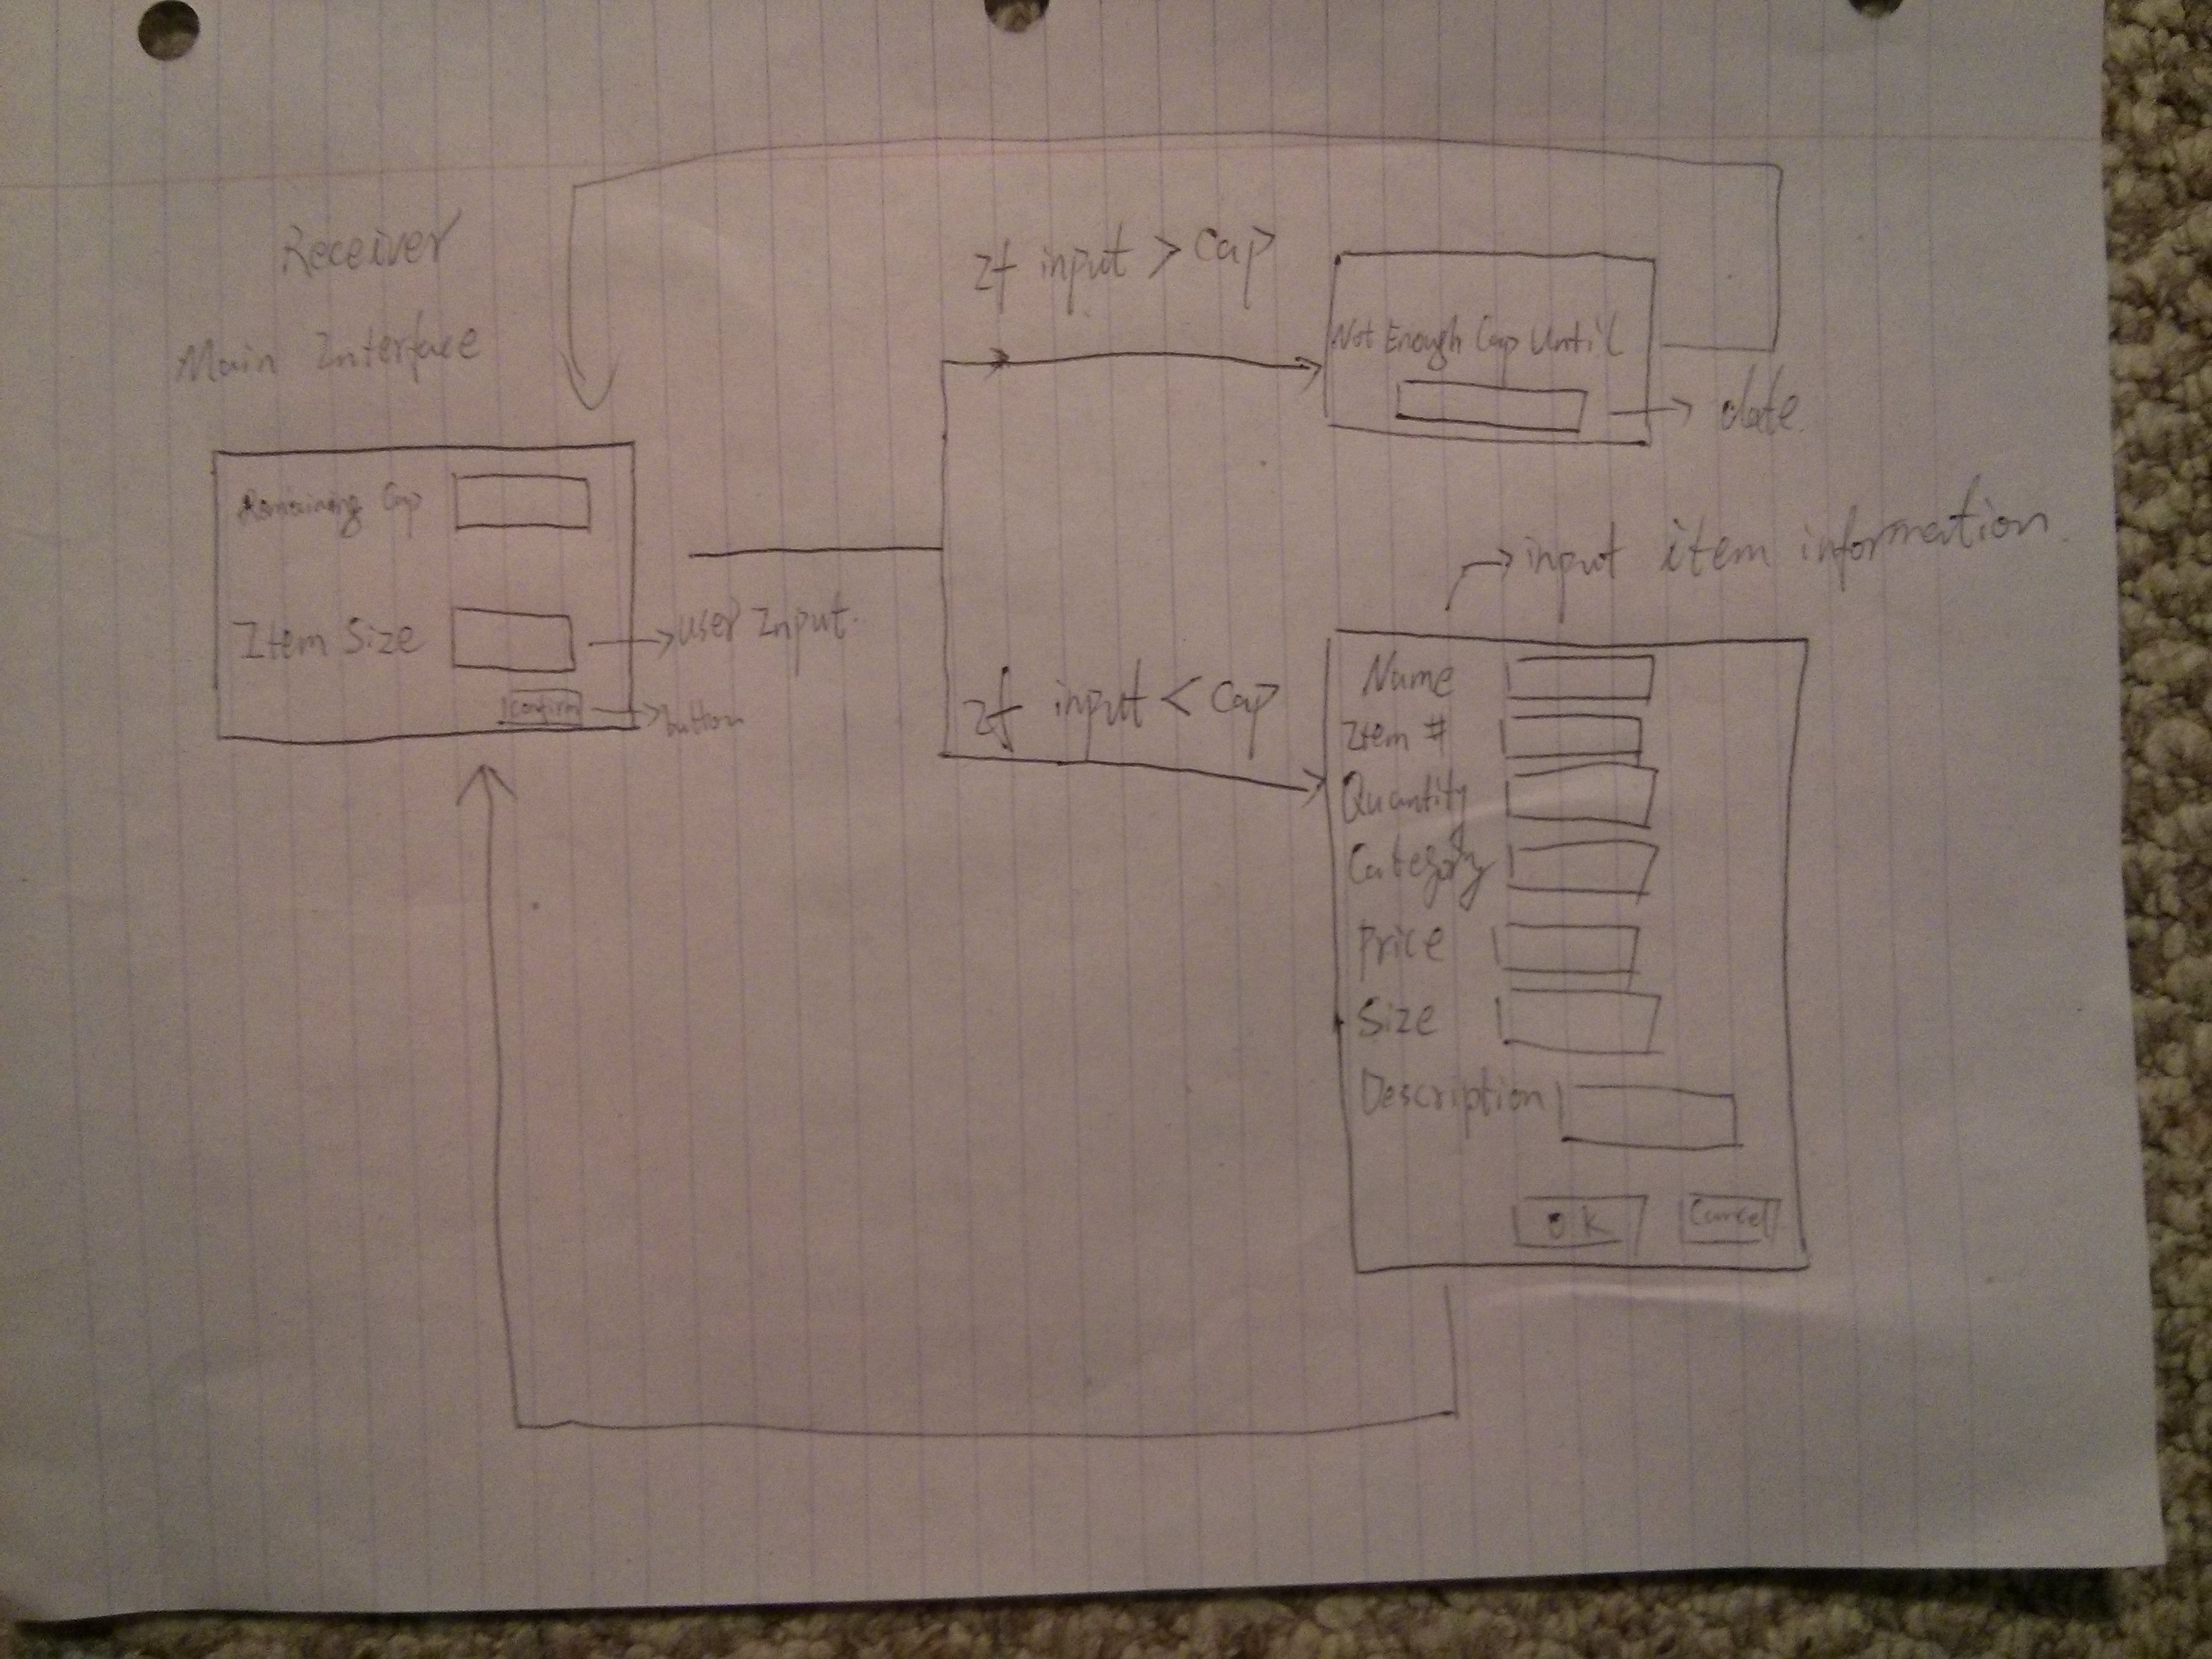 Receiver
Main Interface
Remaining Cap
Item Size
user Input.
confirm
button
If input > Cap
Not Enough Cap Until
date.
If input < Cap
input item information.
Name
Item #
Quantity
Category
Price
Size
Description
OK
Cancel